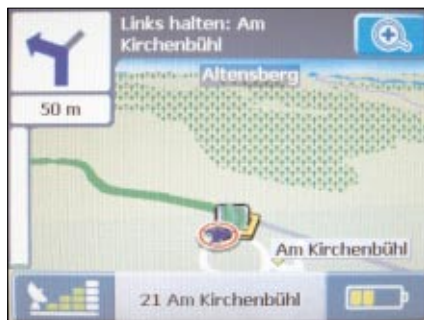 Links halten: Am
Kirchenbühl
Altensberg
50 m
Am Kirchenbühl
21 Am Kirchenbühl